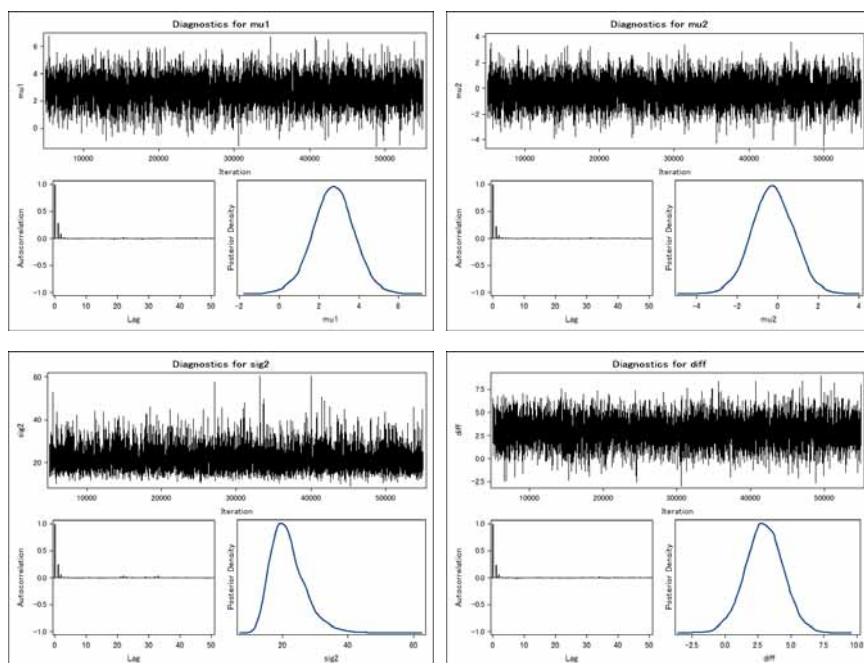 Diagnostics for mu1
mu1
6
4
2
0
10000 20000 30000 40000 50000
Iteration
Autocorrelation
1.0
0.5
0.0
-0.5
-1.0
0 10 20 30 40 50
Lag
Posterior Density
-2 0 2 4 6
mu1
Diagnostics for mu2
mu2
4
2
0
-2
-4
10000 20000 30000 40000 50000
Iteration
Autocorrelation
1.0
0.5
0.0
-0.5
-1.0
0 10 20 30 40 50
Lag
Posterior Density
-4 -2 0 2 4
mu2
Diagnostics for sig2
sig2
60
40
20
10000 20000 30000 40000 50000
Iteration
Autocorrelation
1.0
0.5
0.0
-0.5
-1.0
0 10 20 30 40 50
Lag
Posterior Density
20 40 60
sig2
Diagnostics for diff
diff
7.5
5.0
2.5
0.0
-2.5
10000 20000 30000 40000 50000
Iteration
Autocorrelation
1.0
0.5
0.0
-0.5
-1.0
0 10 20 30 40 50
Lag
Posterior Density
-2.5 0.0 2.5 5.0 7.5 10.0
diff